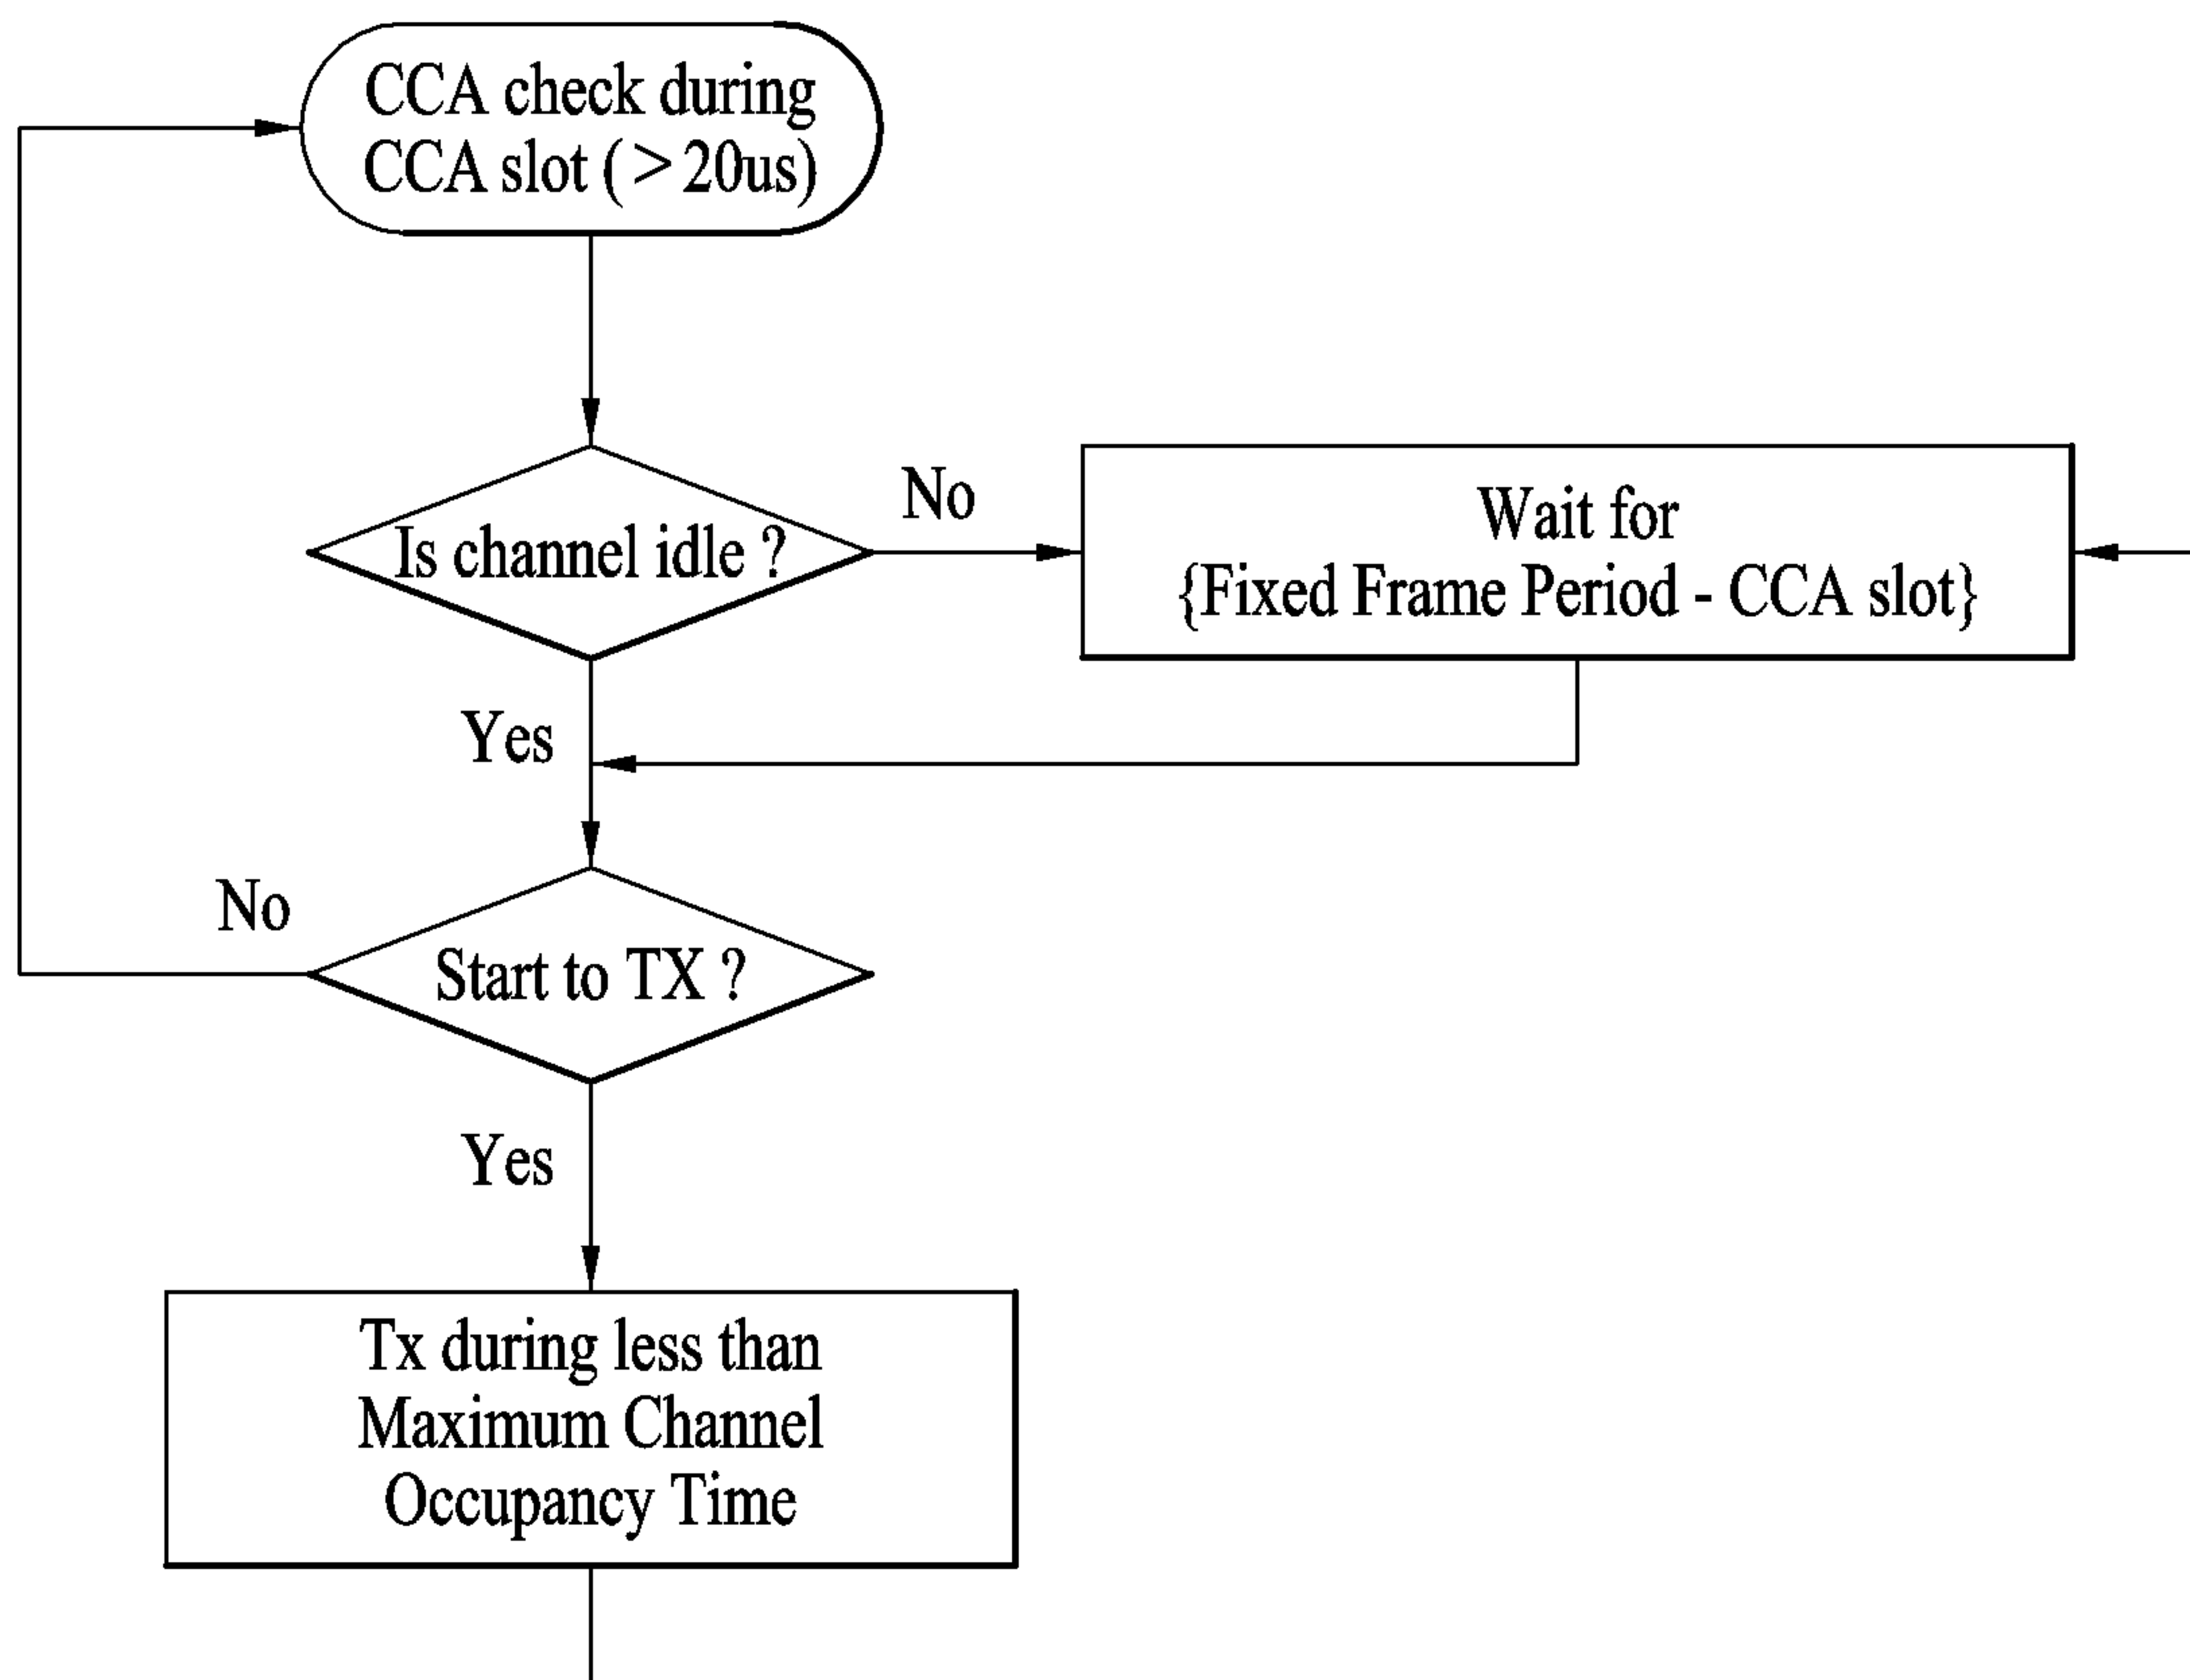 CCA check during
CCA slot ( > 20us)
Is channel idle ?
No
Wait for
{Fixed Frame Period - CCA slot}
Yes
No
Start to TX ?
Yes
Tx during less than
Maximum Channel
Occupancy Time